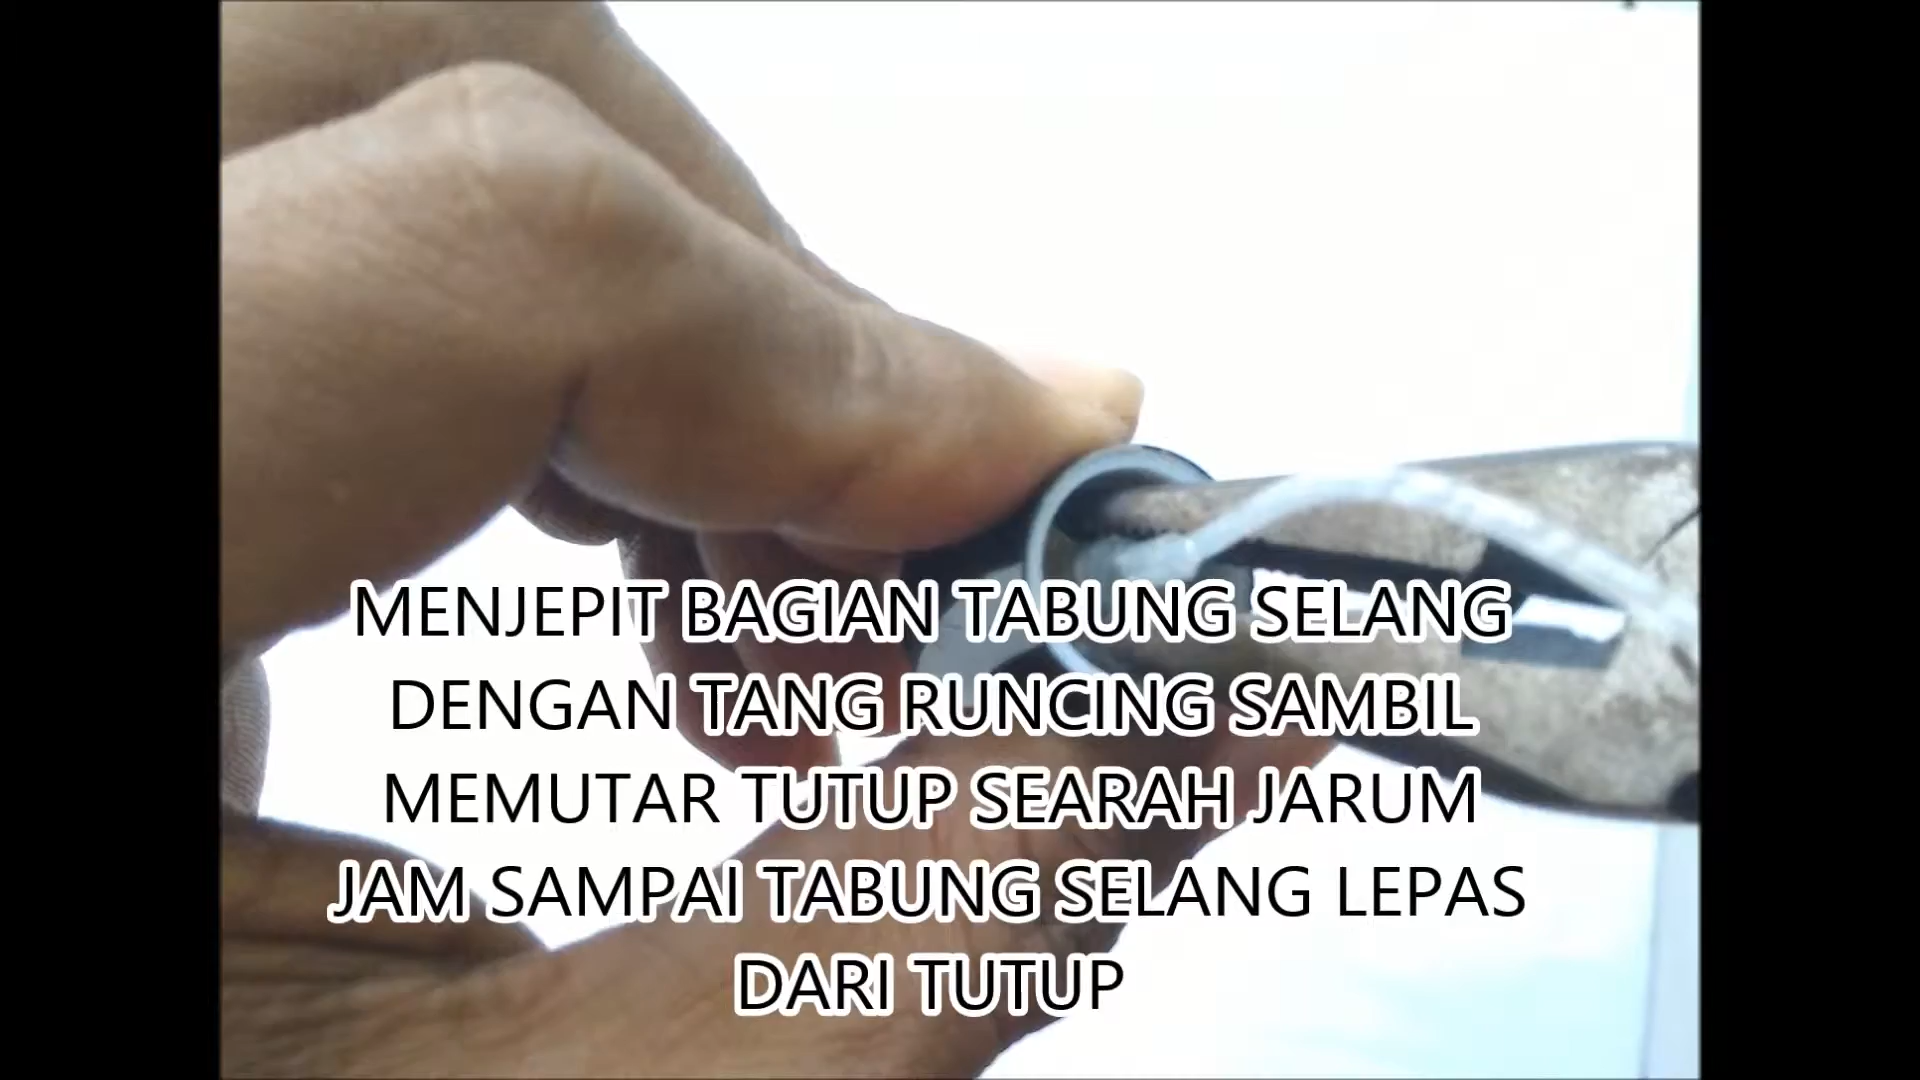 MENJEPIT BAGIAN TABUNG SELANG
DENGAN TANG RUNCING SAMBIL
MEMUTAR TUTUP SEARAH JARUM
JAM SAMPAI TABUNG SELANG LEPAS
DARI TUTUP